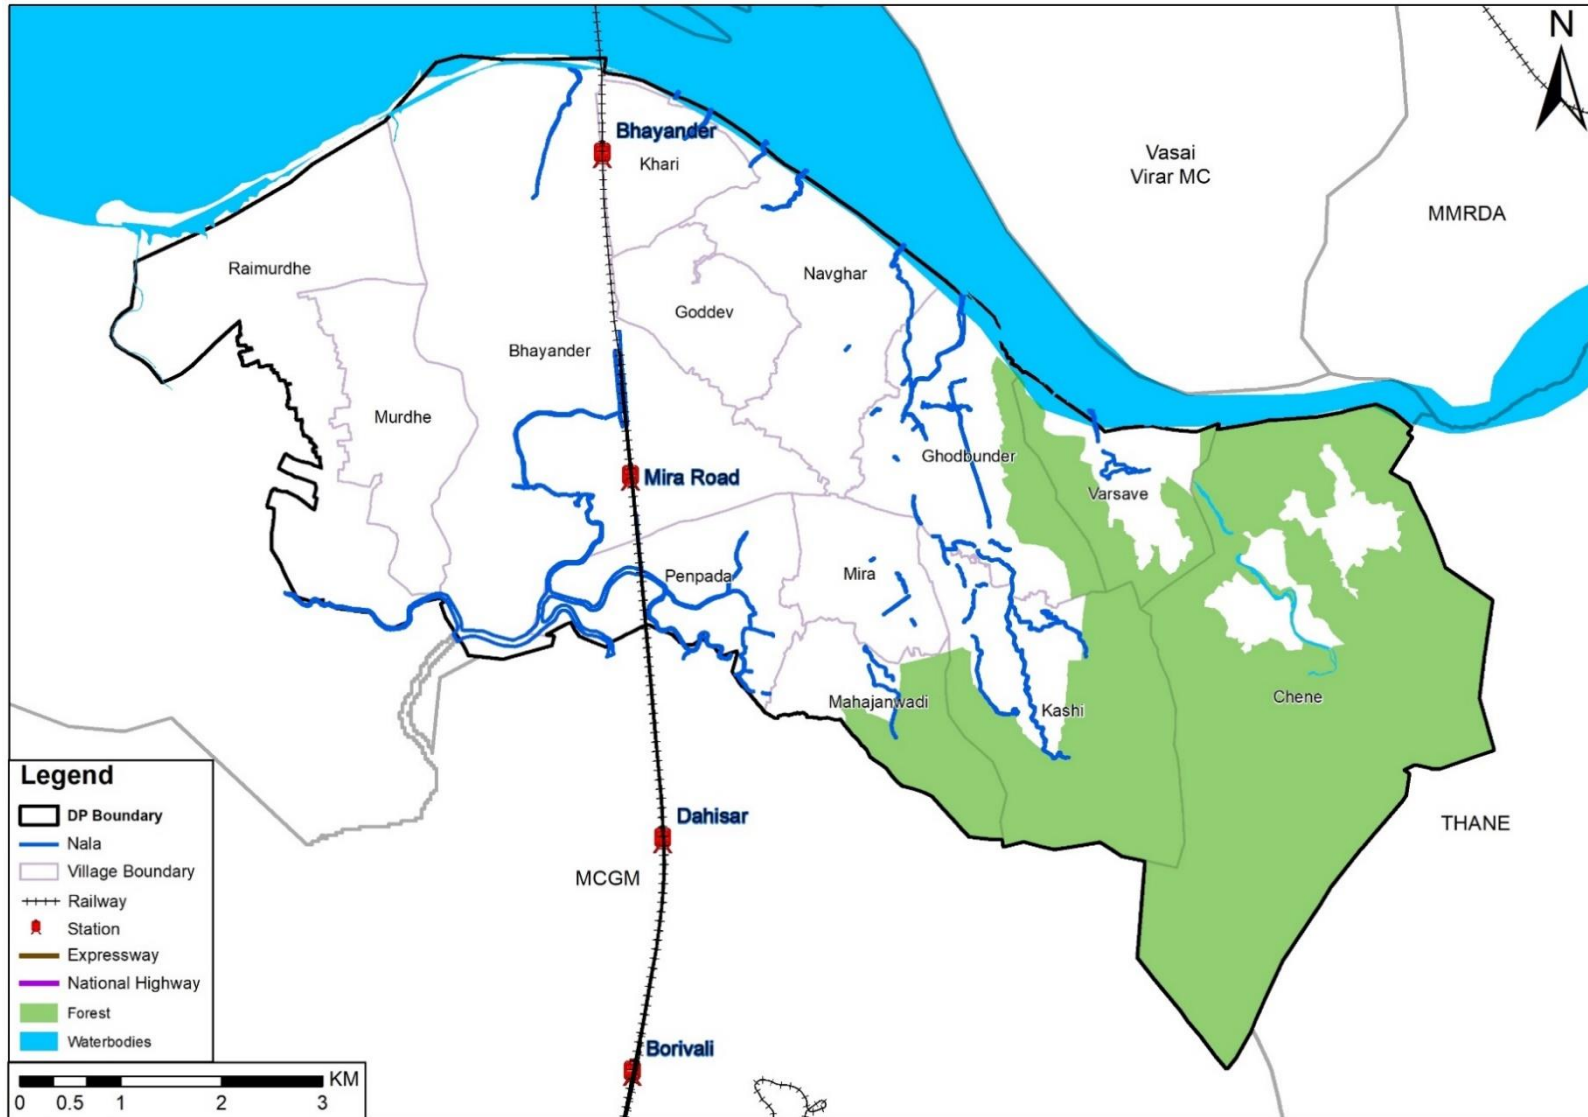 N
Bhayander
Khari
Vasai
Virar MC
MMRDA
Raimurdhe
Navghar
Goddev
Bhayander
Murdhe
Ghodbunder
Mira Road
Varsave
Penpada
Mira
Mahajanwadi
Kashi
Chene
Dahisar
THANE
MCGM
Borivali
Legend
DP Boundary
Nala
Village Boundary
Railway
Station
Expressway
National Highway
Forest
Waterbodies
KM
0 0.5 1 2 3